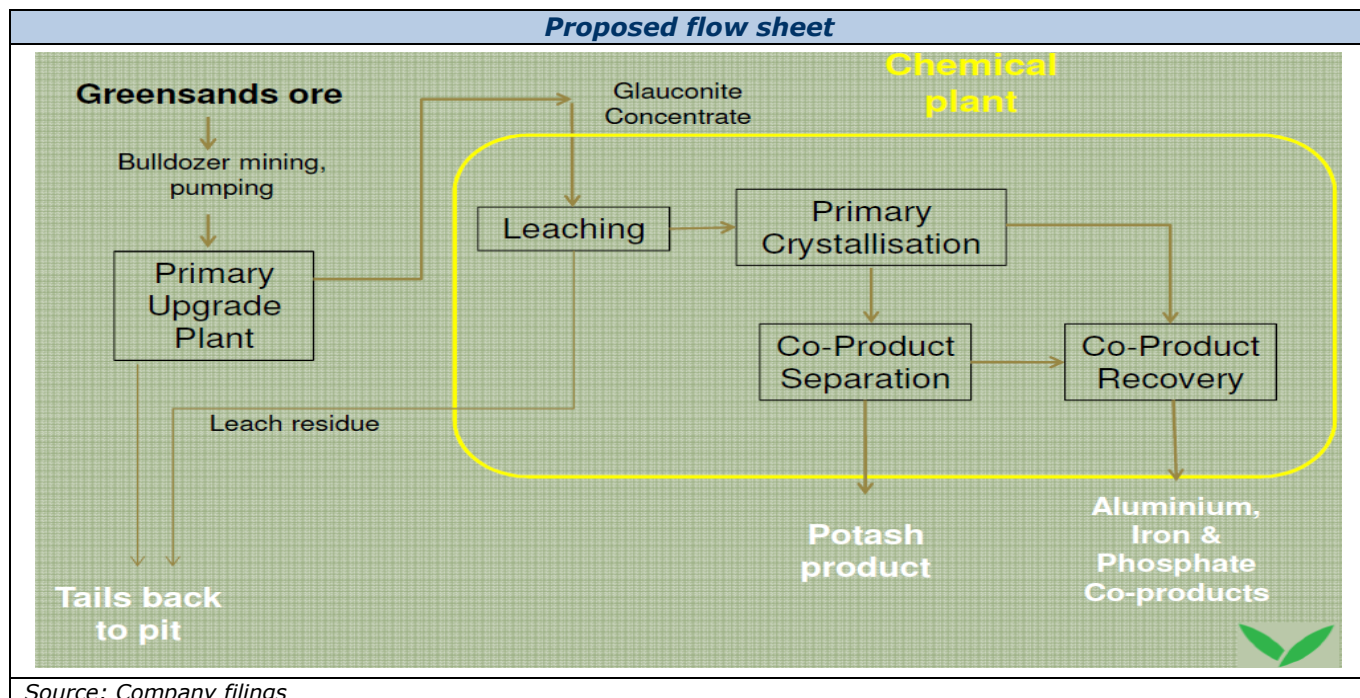 Proposed flow sheet
Chemical
plant
Greensands ore
Glauconite
Concentrate
Bulldozer mining,
pumping
Leaching
Primary
Crystallisation
Primary
Upgrade
Plant
Co-Product
Separation
Co-Product
Recovery
Leach residue
Potash
product
Aluminium,
Iron &
Phosphate
Co-products
Tails back
to pit
Source: Company filings